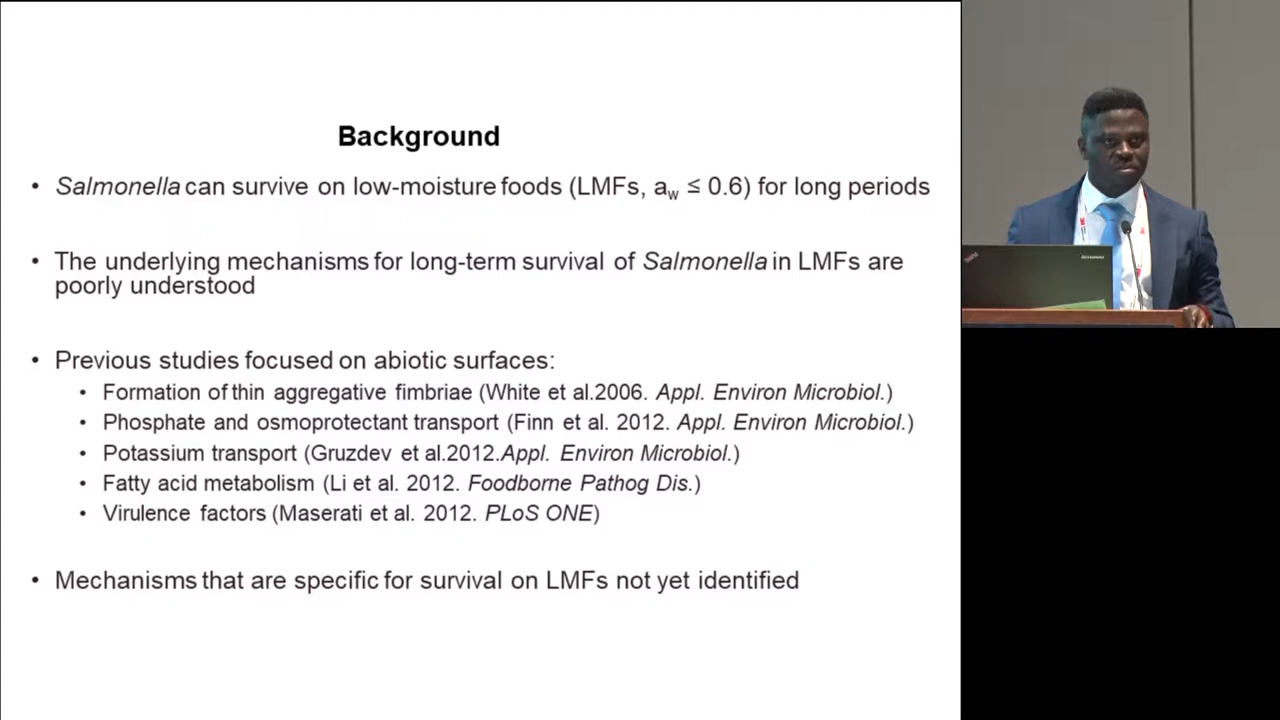 Background
• Salmonella can survive on low-moisture foods (LMFs, aw ≤ 0.6) for long periods
• The underlying mechanisms for long-term survival of Salmonella in LMFs are
poorly understood
• Previous studies focused on abiotic surfaces:
• Formation of thin aggregative fimbriae (White et al.2006. Appl. Environ Microbiol.)
• Phosphate and osmoprotectant transport (Finn et al. 2012. Appl. Environ Microbiol.)
• Potassium transport (Gruzdev et al.2012.Appl. Environ Microbiol.)
• Fatty acid metabolism (Li et al. 2012. Foodborne Pathog Dis.)
• Virulence factors (Maserati et al. 2012. PLoS ONE)
• Mechanisms that are specific for survival on LMFs not yet identified